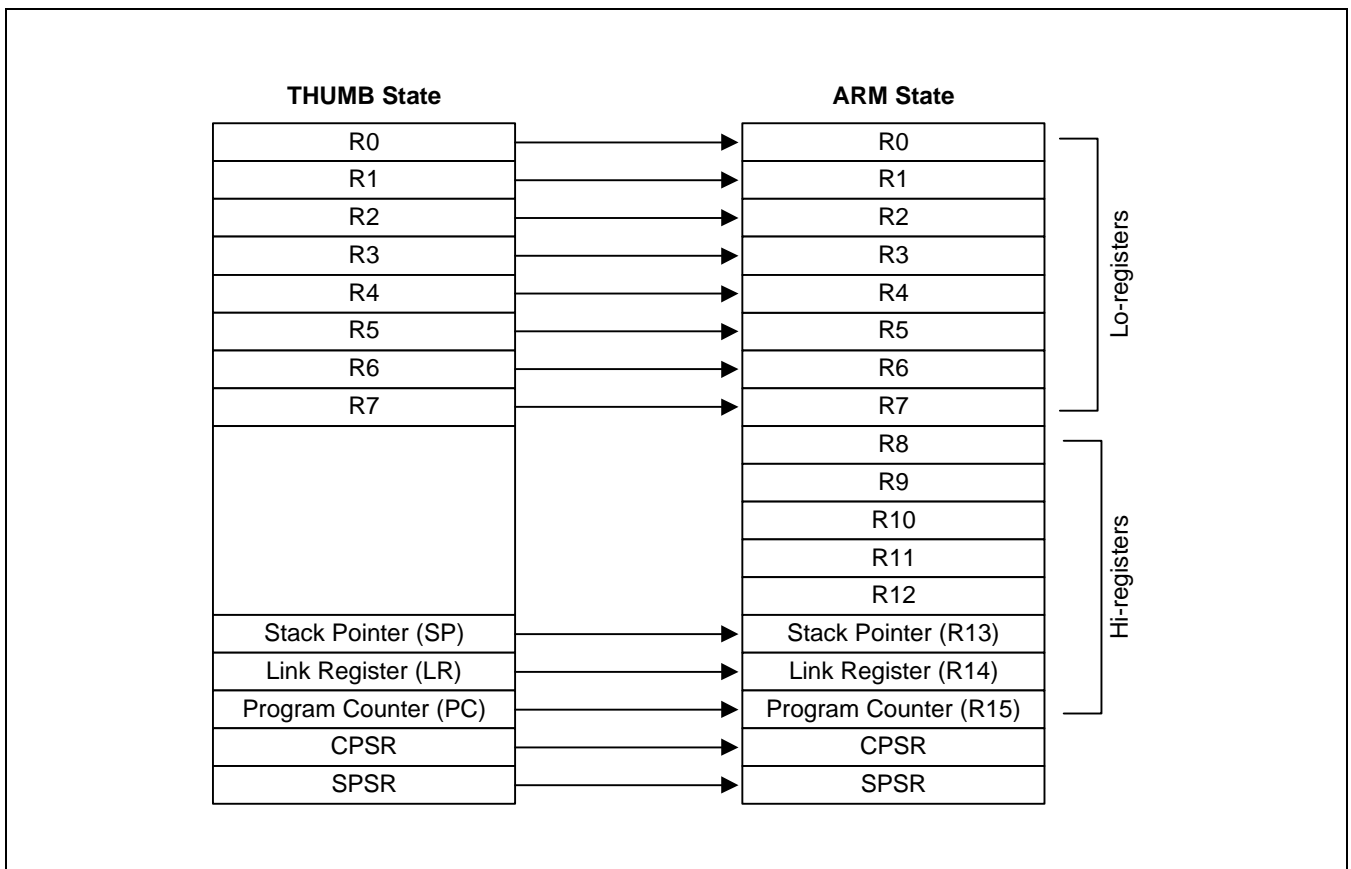 THUMB State
ARM State
R0
R0
R1
R1
R2
R2
R3
R3
R4
R4
R5
R5
R6
R6
R7
R7
R8
R9
R10
R11
R12
Stack Pointer (SP)
Stack Pointer (R13)
Link Register (LR)
Link Register (R14)
Program Counter (PC)
Program Counter (R15)
CPSR
CPSR
SPSR
SPSR
Lo-registers
Hi-registers